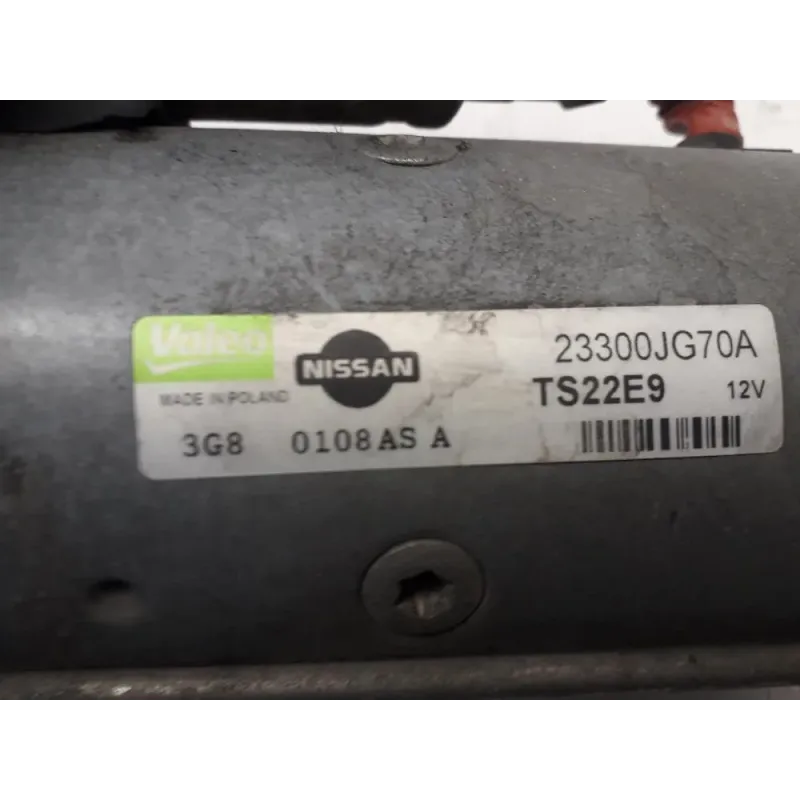 Valeo
MADE IN POLAND
NISSAN
23300JG70A
TS22E9 12V
3G8 0108AS A